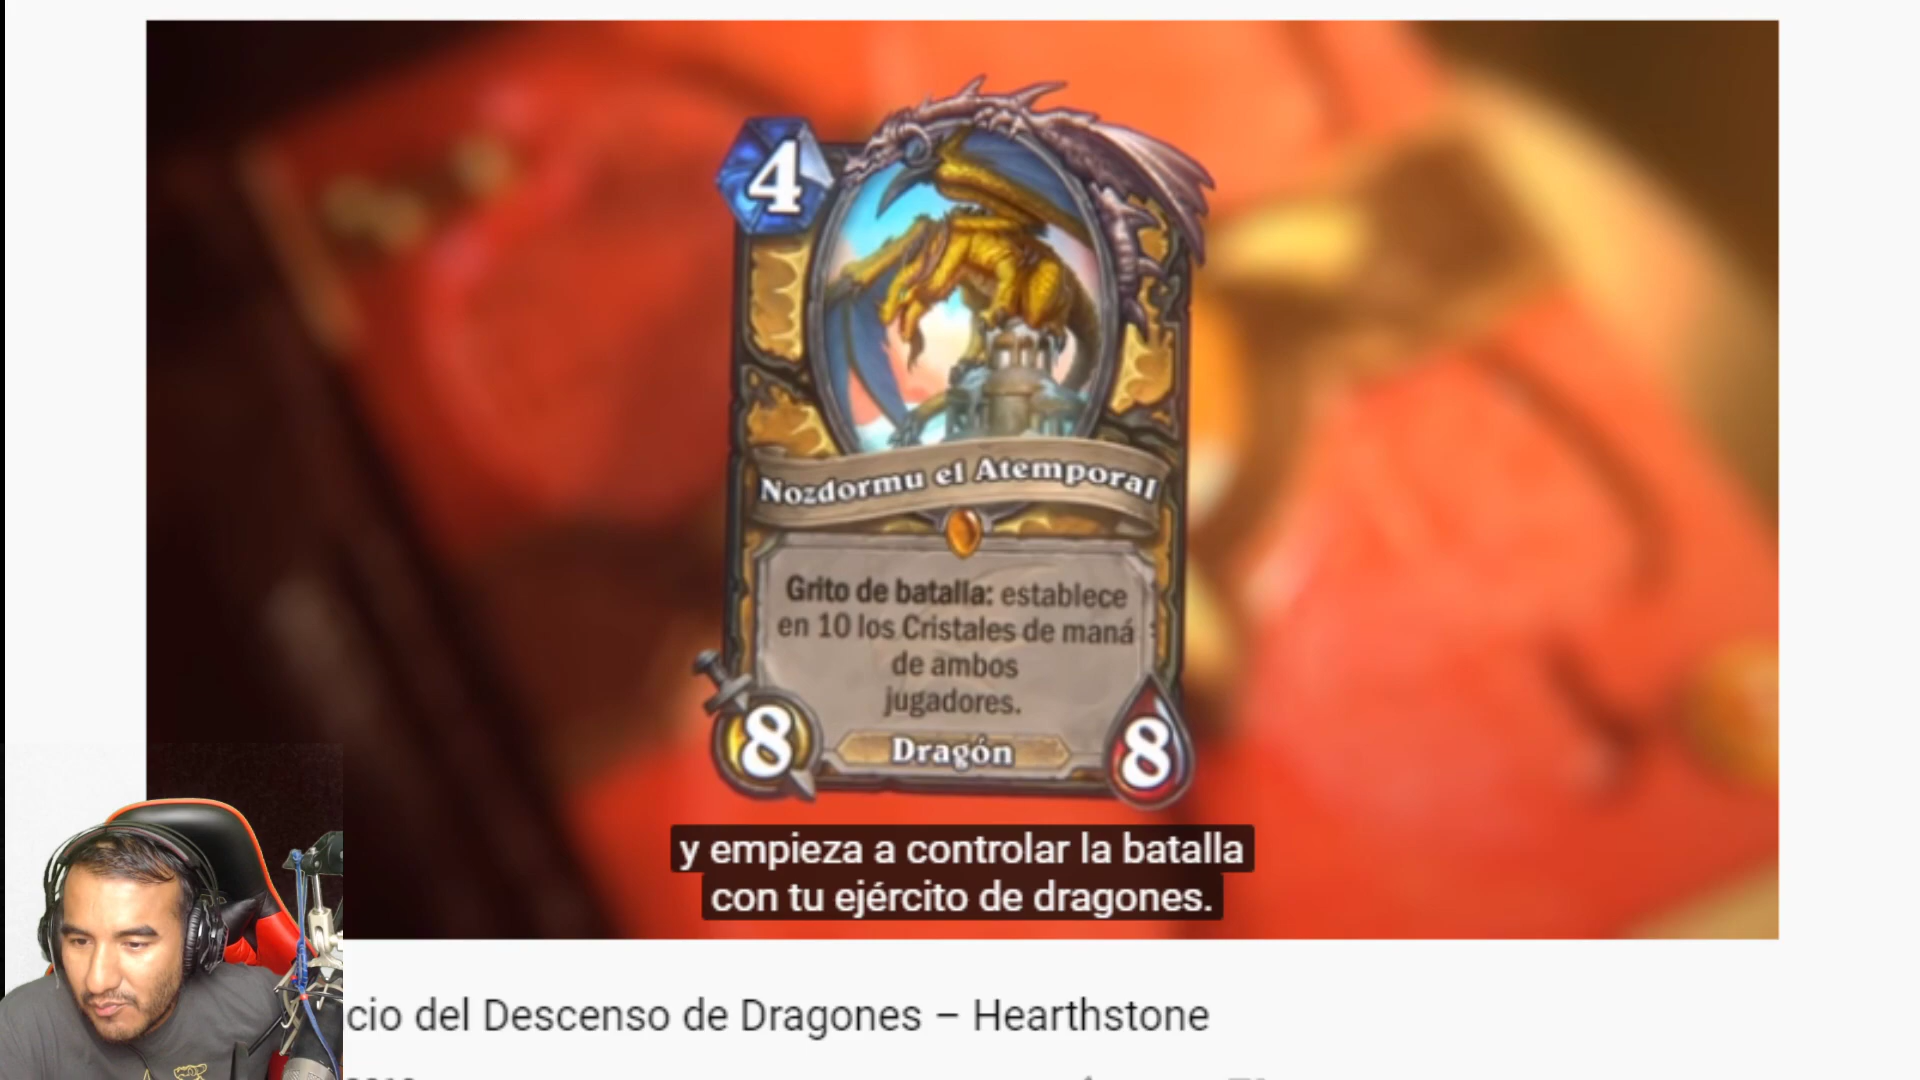 4
Nozdormu el Atemporal
Grito de batalla: establece
en 10 los Cristales de maná
de ambos
jugadores.
8
Dragón
8
y empieza a controlar la batalla
con tu ejército de dragones.
cio del Descenso de Dragones – Hearthstone